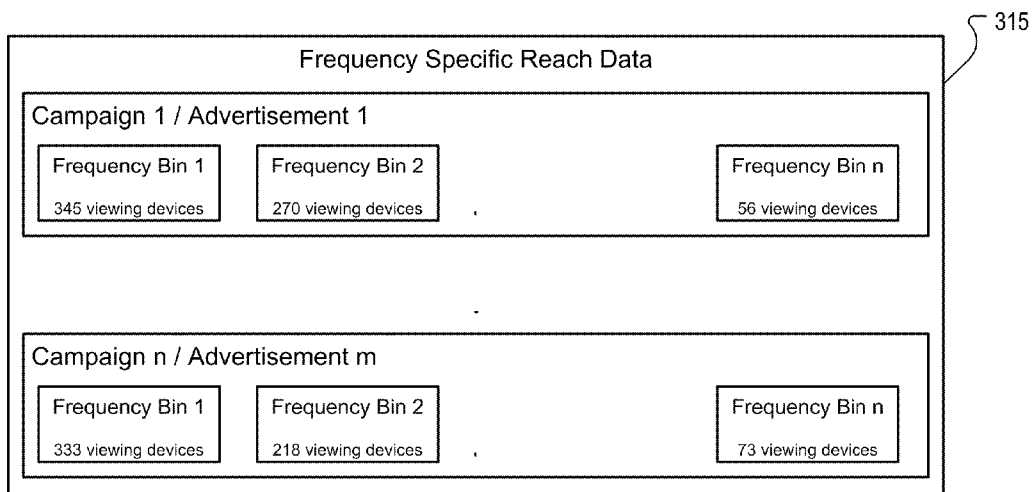 315
Frequency Specific Reach Data
Campaign 1 / Advertisement 1
Frequency Bin 1 Frequency Bin 2 Frequency Bin n
345 viewing devices 270 viewing devices 56 viewing devices
Campaign n / Advertisement m
Frequency Bin 1 Frequency Bin 2 Frequency Bin n
333 viewing devices 218 viewing devices 73 viewing devices